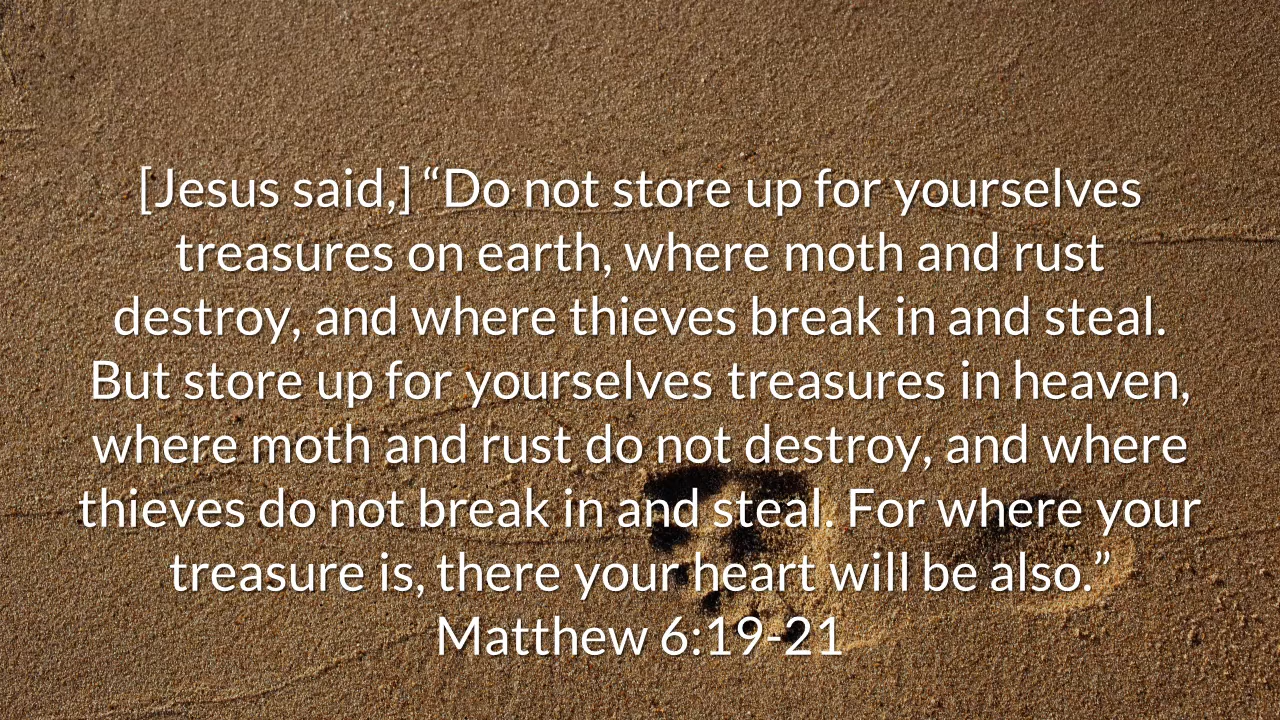 [Jesus said,] “Do not store up for yourselves
treasures on earth, where moth and rust
destroy, and where thieves break in and steal.
But store up for yourselves treasures in heaven,
where moth and rust do not destroy, and where
thieves do not break in and steal. For where your
treasure is, there your heart will be also.”
Matthew 6:19-21